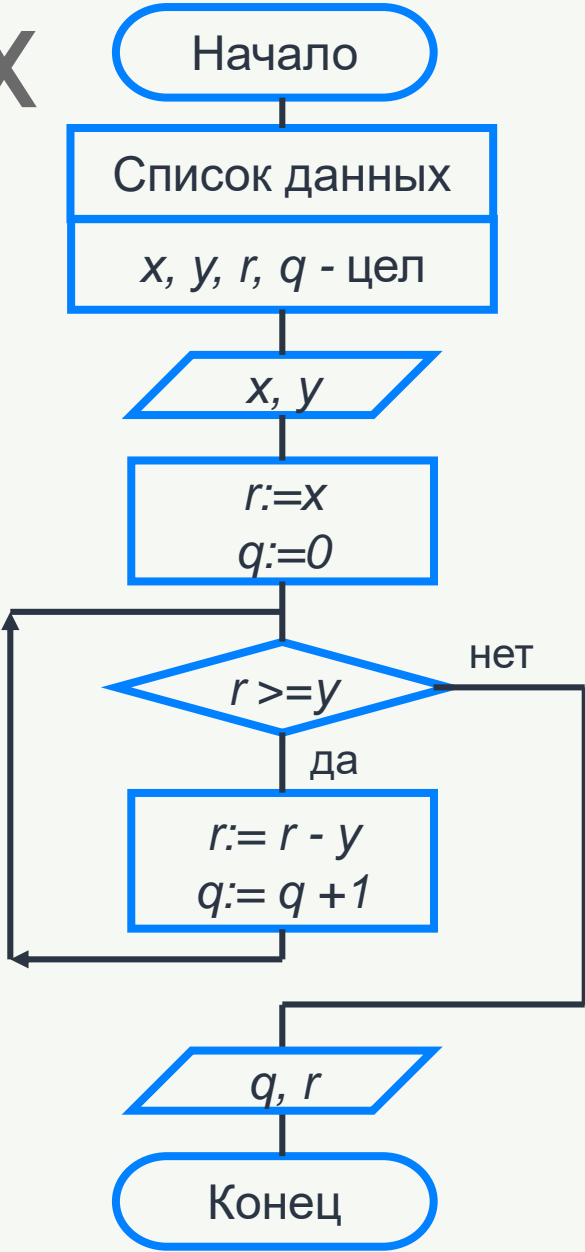 х
Начало
Список данных
x, y, r, q - цел
x, y
r:=x
q:=0
r >=y
нет
да
r:= r - y
q:= q +1
q, r
Конец